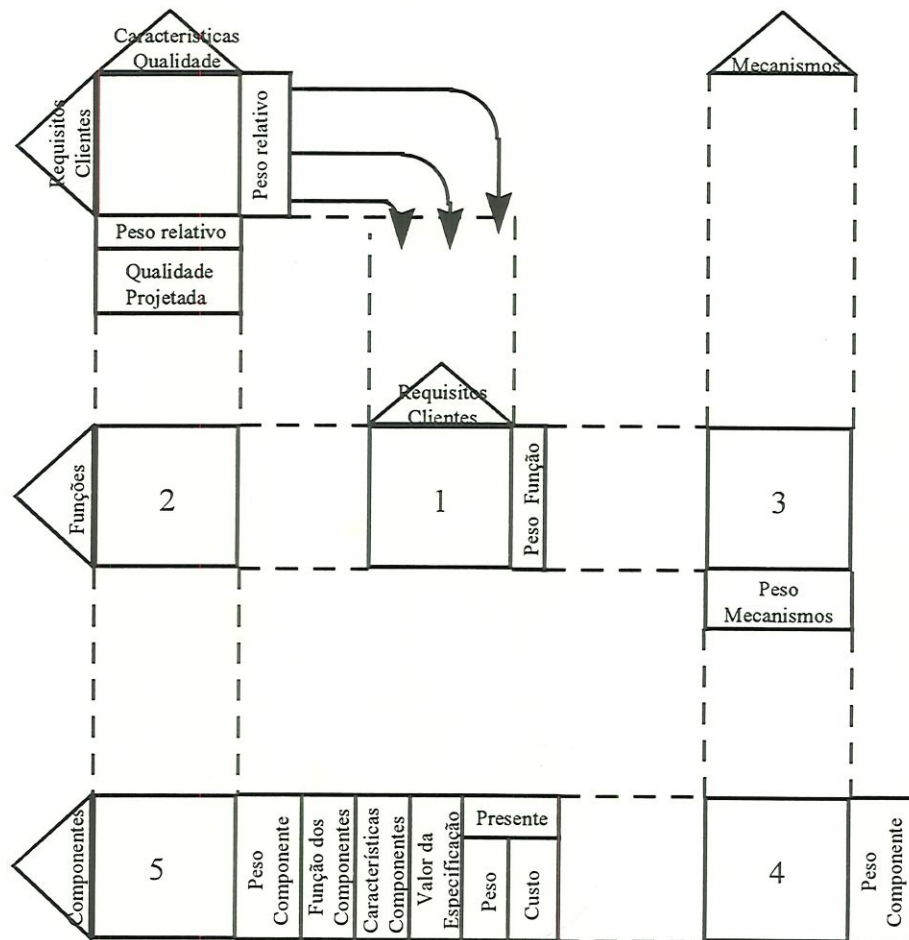 Características
Qualidade
Mecanismos
Requisitos
Clientes
Peso relativo
Peso relativo
Qualidade
Projetada
Requisitos
Clientes
Funções
2
1
Peso Função
3
Peso
Mecanismos
Componentes
5
Peso
Componente
Função dos
Componentes
Características
Componentes
Valor da
Especificação
Presente
Peso
Custo
4
Peso
Componente